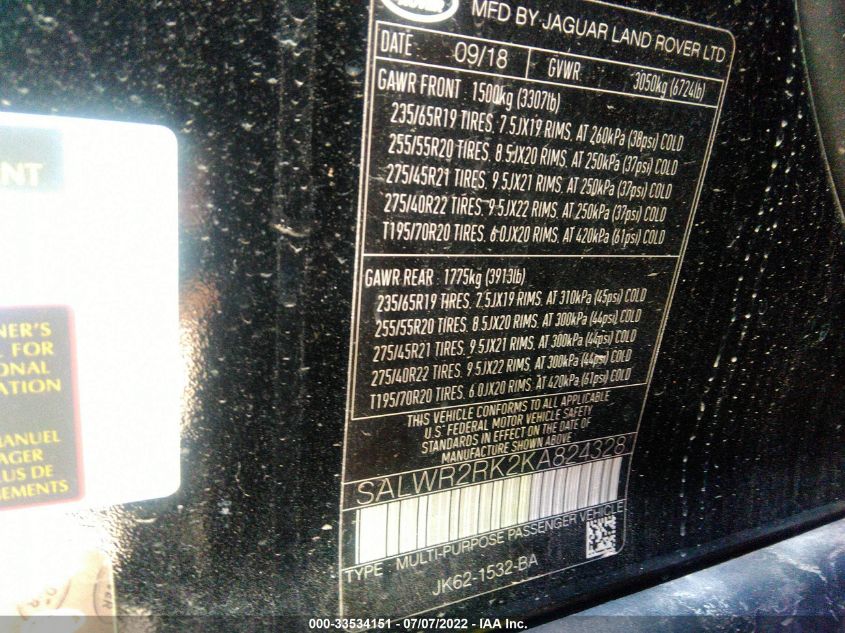 MFD BY JAGUAR LAND ROVER LTD
DATE 09/18 GVWR 3050kg (6724lb)
GAWR FRONT 1500kg (3307lb)
235/65R19 TIRES, 7.5JX19 RIMS, AT 260kPa (38psi) COLD
255/55R20 TIRES, 8.5JX20 RIMS, AT 250kPa (37psi) COLD
275/45R21 TIRES, 9.5JX21 RIMS, AT 250kPa (37psi) COLD
275/40R22 TIRES, 9.5JX22 RIMS, AT 250kPa (37psi) COLD
T195/70R20 TIRES, 6.0JX20 RIMS, AT 420kPa (61psi) COLD
GAWR REAR 1775kg (3913lb)
235/65R19 TIRES, 7.5JX19 RIMS, AT 310kPa (45psi) COLD
255/55R20 TIRES, 8.5JX20 RIMS, AT 300kPa (44psi) COLD
275/45R21 TIRES, 9.5JX21 RIMS, AT 300kPa (44psi) COLD
275/40R22 TIRES, 9.5JX22 RIMS, AT 300kPa (44psi) COLD
T195/70R20 TIRES, 6.0JX20 RIMS, AT 420kPa (61psi) COLD
THIS VEHICLE CONFORMS TO ALL APPLICABLE
U.S. FEDERAL MOTOR VEHICLE SAFETY
STANDARDS IN EFFECT ON THE DATE OF
MANUFACTURE SHOWN ABOVE
SALWR2RK2KA824328
TYPE MULTI-PURPOSE PASSENGER VEHICLE
JK62-1532-BA
NT
NER'S
FOR
ONAL
ATION
MANUEL
AGER
LUS DE
GEMENTS
000-33534151 - 07/07/2022 - IAA Inc.